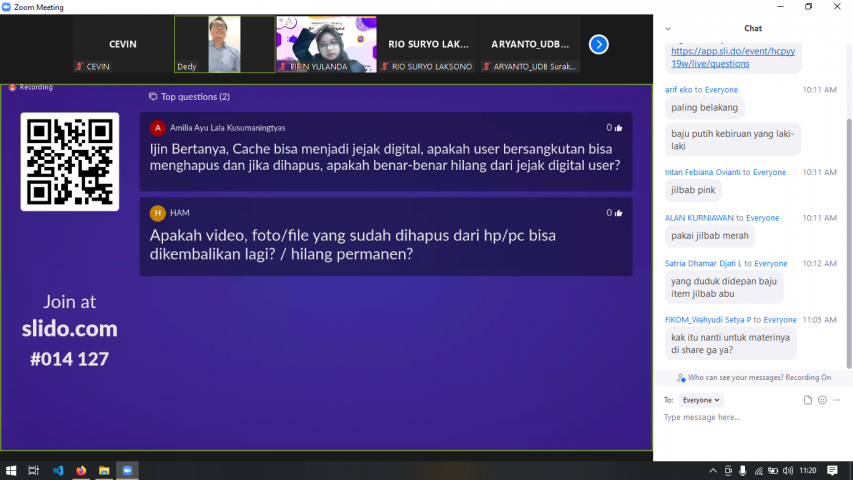 Zoom Meeting
CEVIN
CEVIN
Dedy
PIPIN YULANDA
RIO SURYO LAK...
RIO SURYO LAKSONO
ARYANTO_UDB...
ARYANTO_UDB Surak...
Recording
Top questions (2)
A
Amilia Ayu Lala Kusumaningtyas
0
Ijin Bertanya, Cache bisa menjadi jejak digital, apakah user bersangkutan bisa
menghapus dan jika dihapus, apakah benar-benar hilang dari jejak digital user?
H
HAM
0
Apakah video, foto/file yang sudah dihapus dari hp/pc bisa
dikembalikan lagi? / hilang permanen?
Join at
slido.com
#014 127
Chat
https://app.sli.do/event/hcpyy
19w/live/questions
arif eko to Everyone 10:11 AM
paling belakang
baju putih kebiruan yang laki-
laki
Intan Febiana Ovianti to Everyone 10:11 AM
jilbab pink
ALAN KURNIAWAN to Everyone 10:11 AM
pakai jilbab merah
Satria Dhamar Djati L to Everyone 10:12 AM
yang duduk didepan baju
item jilbab abu
FIKOM_Wahyudi Setya P to Everyone 11:05 AM
kak itu nanti untuk materinya
di share ga ya?
Who can see your messages? Recording On
To: Everyone
Type message here...
11:20